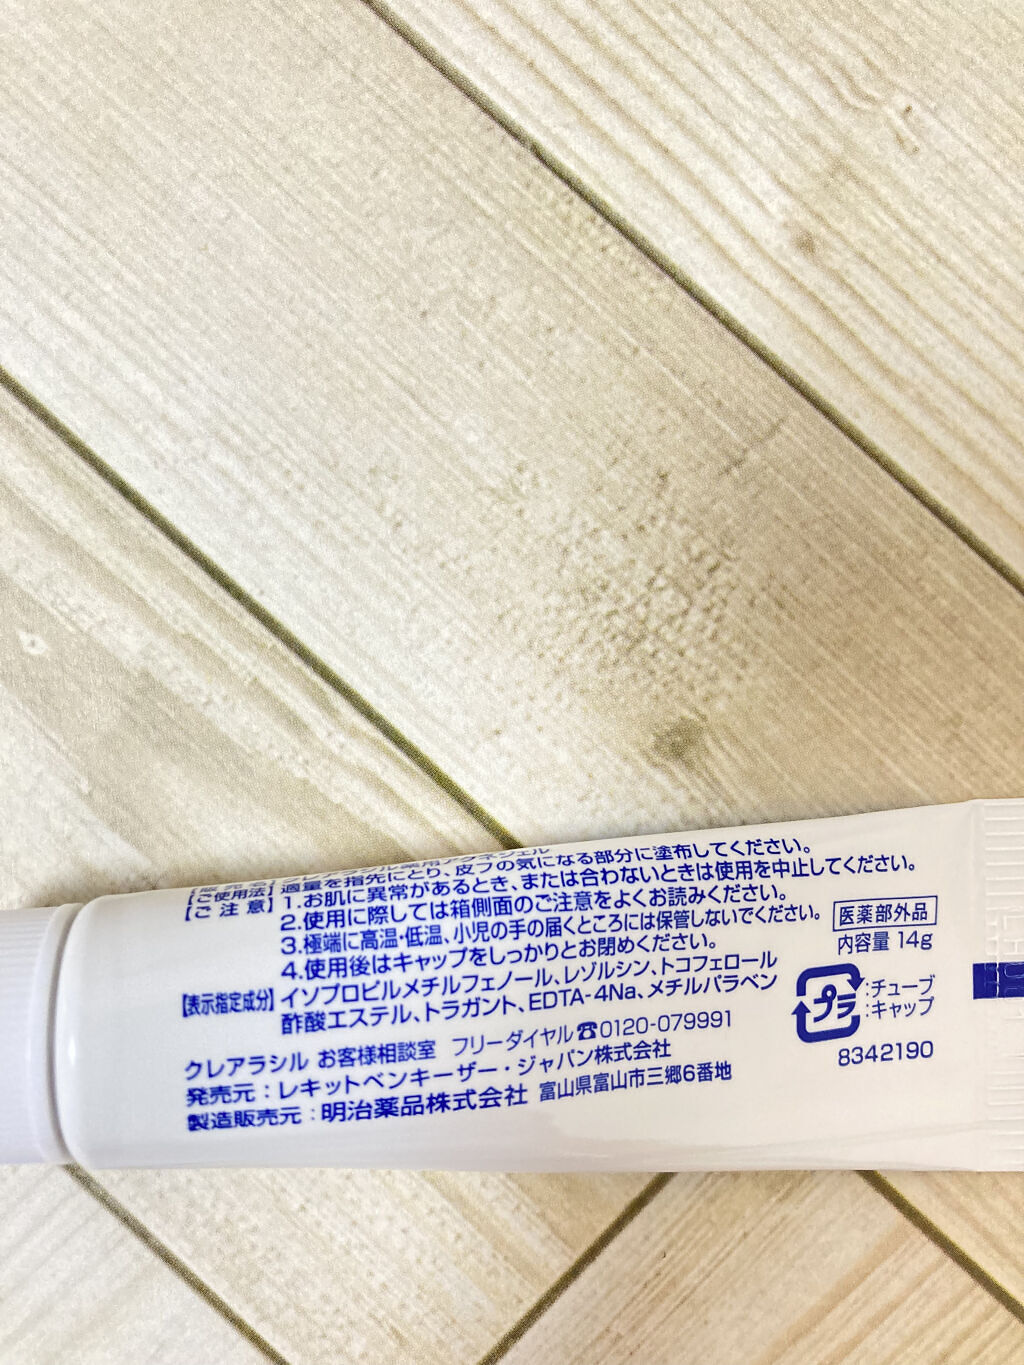 【ご使用法】適量を指先にとり、皮フの気になる部分に塗布してください。
【ご注意】1.お肌に異常があるとき、または合わないときは使用を中止してください。
2.使用に際しては箱側面のご注意をよくお読みください。
3.極端に高温・低温、小児の手の届くところには保管しないでください。
4.使用後はキャップをしっかりとお閉めください。
【表示指定成分】イソプロピルメチルフェノール、レゾルシン、トコフェロール
酢酸エステル、トラガント、EDTA-4Na、メチルパラベン
クレアラシル お客様相談室 フリーダイヤル☎0120-079991
発売元：レキットベンキーザー・ジャパン株式会社
製造販売元：明治薬品株式会社 富山県富山市三郷6番地
医薬部外品
内容量 14g
プラ
:チューブ
:キャップ
8342190